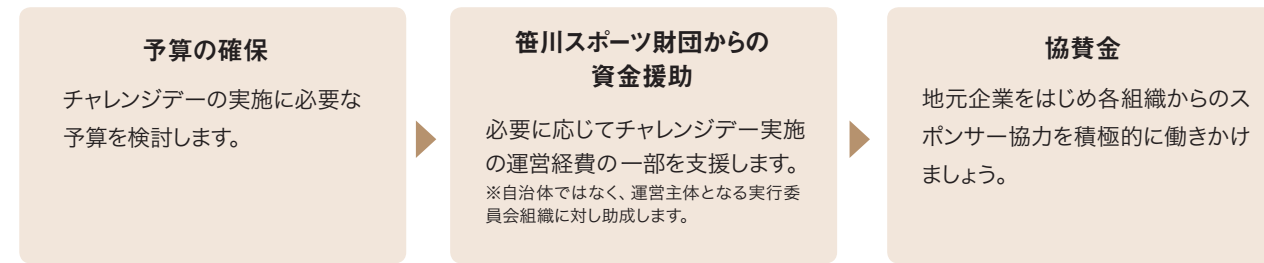 予算の確保
チャレンジデーの実施に必要な
予算を検討します。
笹川スポーツ財団からの
資金援助
必要に応じてチャレンジデー実施
の運営経費の一部を支援します。
※自治体ではなく、運営主体となる実行委
員会組織に対し助成します。
協賛金
地元企業をはじめ各組織からのス
ポンサー協力を積極的に働きかけ
ましょう。